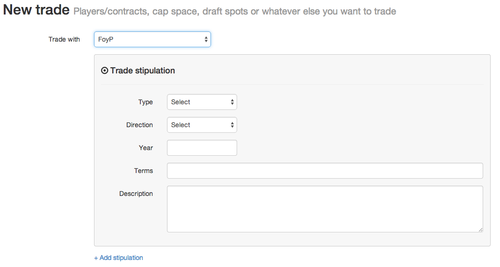 New trade Players/contracts, cap space, draft spots or whatever else you want to trade
Trade with FoyP
Trade stipulation
Type Select
Direction Select
Year
Terms
Description
+ Add stipulation